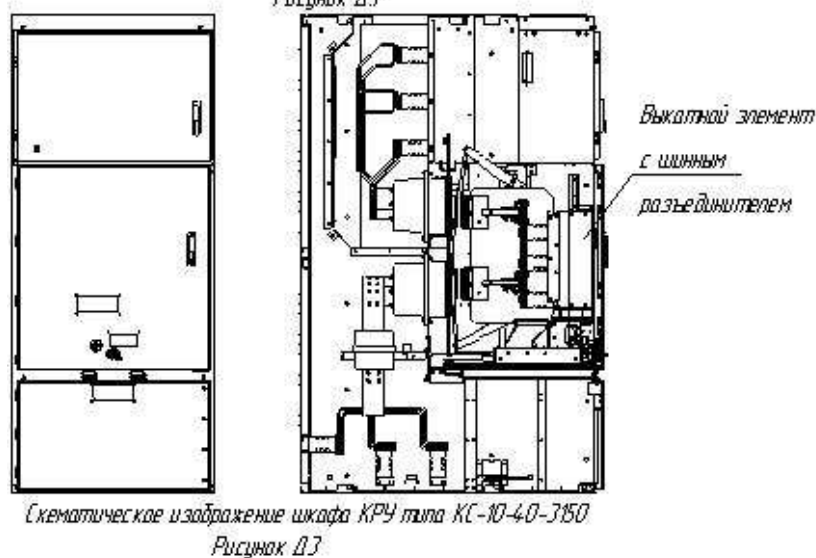 Выкатной элемент
с шинным
разъединителем
Схематическое изображение шкафа КРУ типа КС-10-40-3150
Рисунок Д3